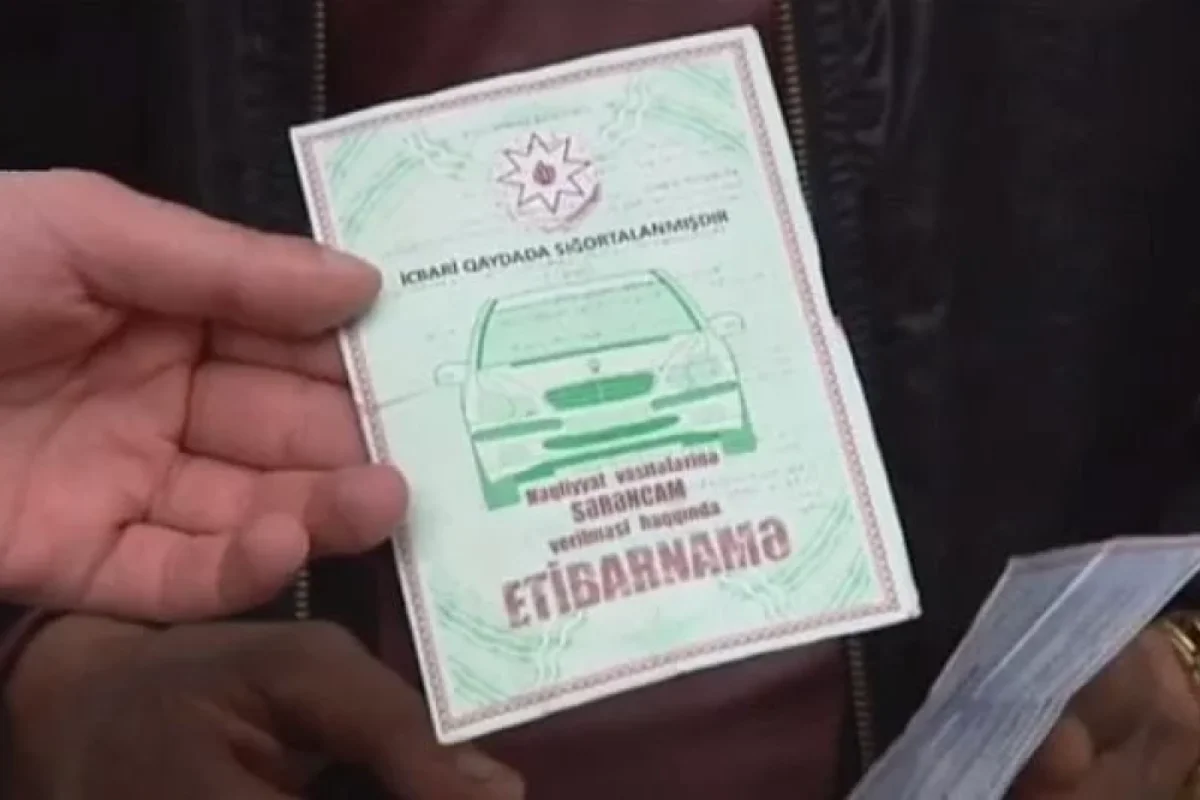 İCBARİ QAYDADA SIĞORTALANMIŞDIR
Nəqliyyat vasitələrinə
SƏRƏNCAM
verilməsi haqqında
ETİBARNAMƏ